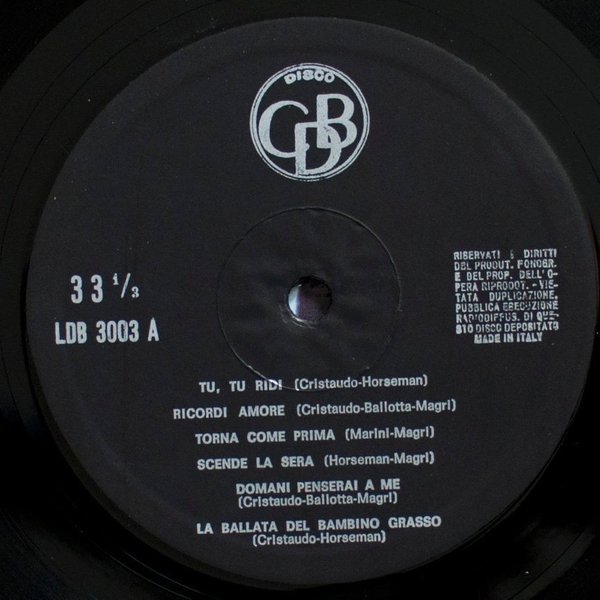 DISCO
CDB
33 1/3
LDB 3003 A
RISERVATI I DIRITTI
DEL PRODUT. FONOGR.
E DEL PROP. DELL'O-
PERA RIPRODOT. - VIE-
TATA DUPLICAZIONE,
PUBBLICA ESECUZIONE
RADIODIFFUS. DI QUE-
STO DISCO DEPOSITATO
MADE IN ITALY
TU, TU RIDI (Cristaudo-Horseman)
RICORDI AMORE (Cristaudo-Ballotta-Magri)
TORNA COME PRIMA (Marini-Magri)
SCENDE LA SERA (Horseman-Magri)
DOMANI PENSERAI A ME
(Cristaudo-Ballotta-Magri)
LA BALLATA DEL BAMBINO GRASSO
(Cristaudo-Horseman)